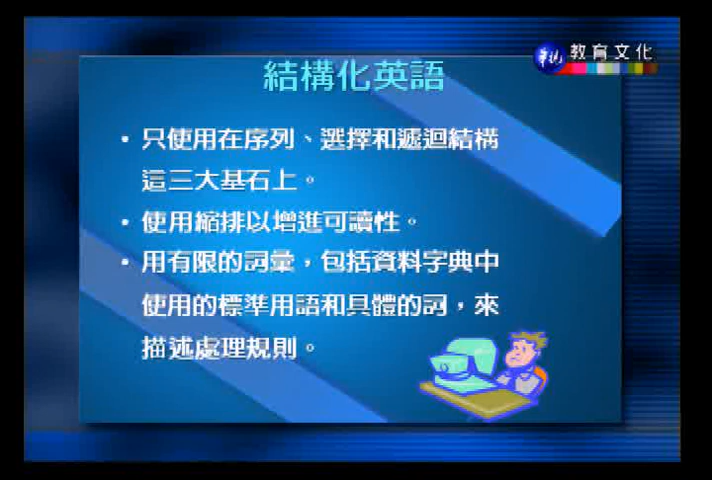 華視 教育文化
結構化英語
• 只使用在序列、選擇和遞迴結構
這三大基石上。
• 使用縮排以增進可讀性。
• 用有限的詞彙，包括資料字典中
使用的標準用語和具體的詞，來
描述處理規則。